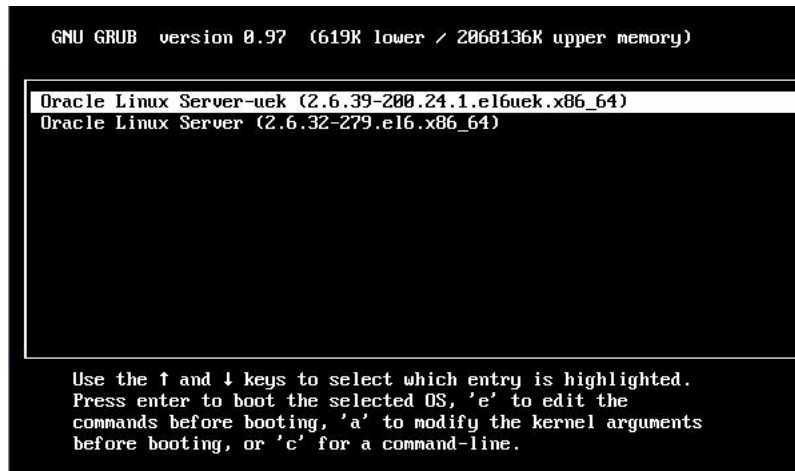 GNU GRUB  version 0.97  (619K lower / 2068136K upper memory)
Oracle Linux Server-uek (2.6.39-200.24.1.el6uek.x86_64)
Oracle Linux Server (2.6.32-279.el6.x86_64)
Use the ↑ and ↓ keys to select which entry is highlighted.
Press enter to boot the selected OS, 'e' to edit the
commands before booting, 'a' to modify the kernel arguments
before booting, or 'c' for a command-line.